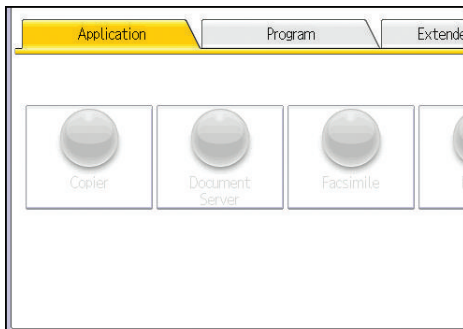 Application
Program
Extende
Copier
Document
Server
Facsimile